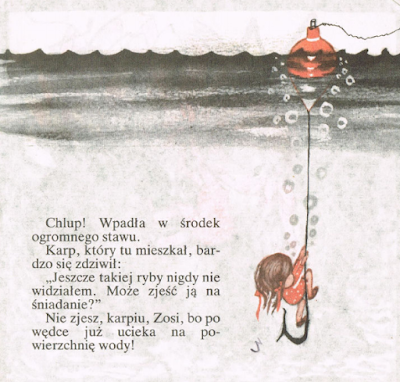 Chlup! Wpadła w środek
ogromnego stawu.
Karp, który tu mieszkał, bar-
dzo się zdziwił:
„Jeszcze takiej ryby nigdy nie
widziałem. Może zjeść ją na
śniadanie?”
Nie zjesz, karpiu, Zosi, bo po
wędce już ucieka na po-
wierzchnię wody!